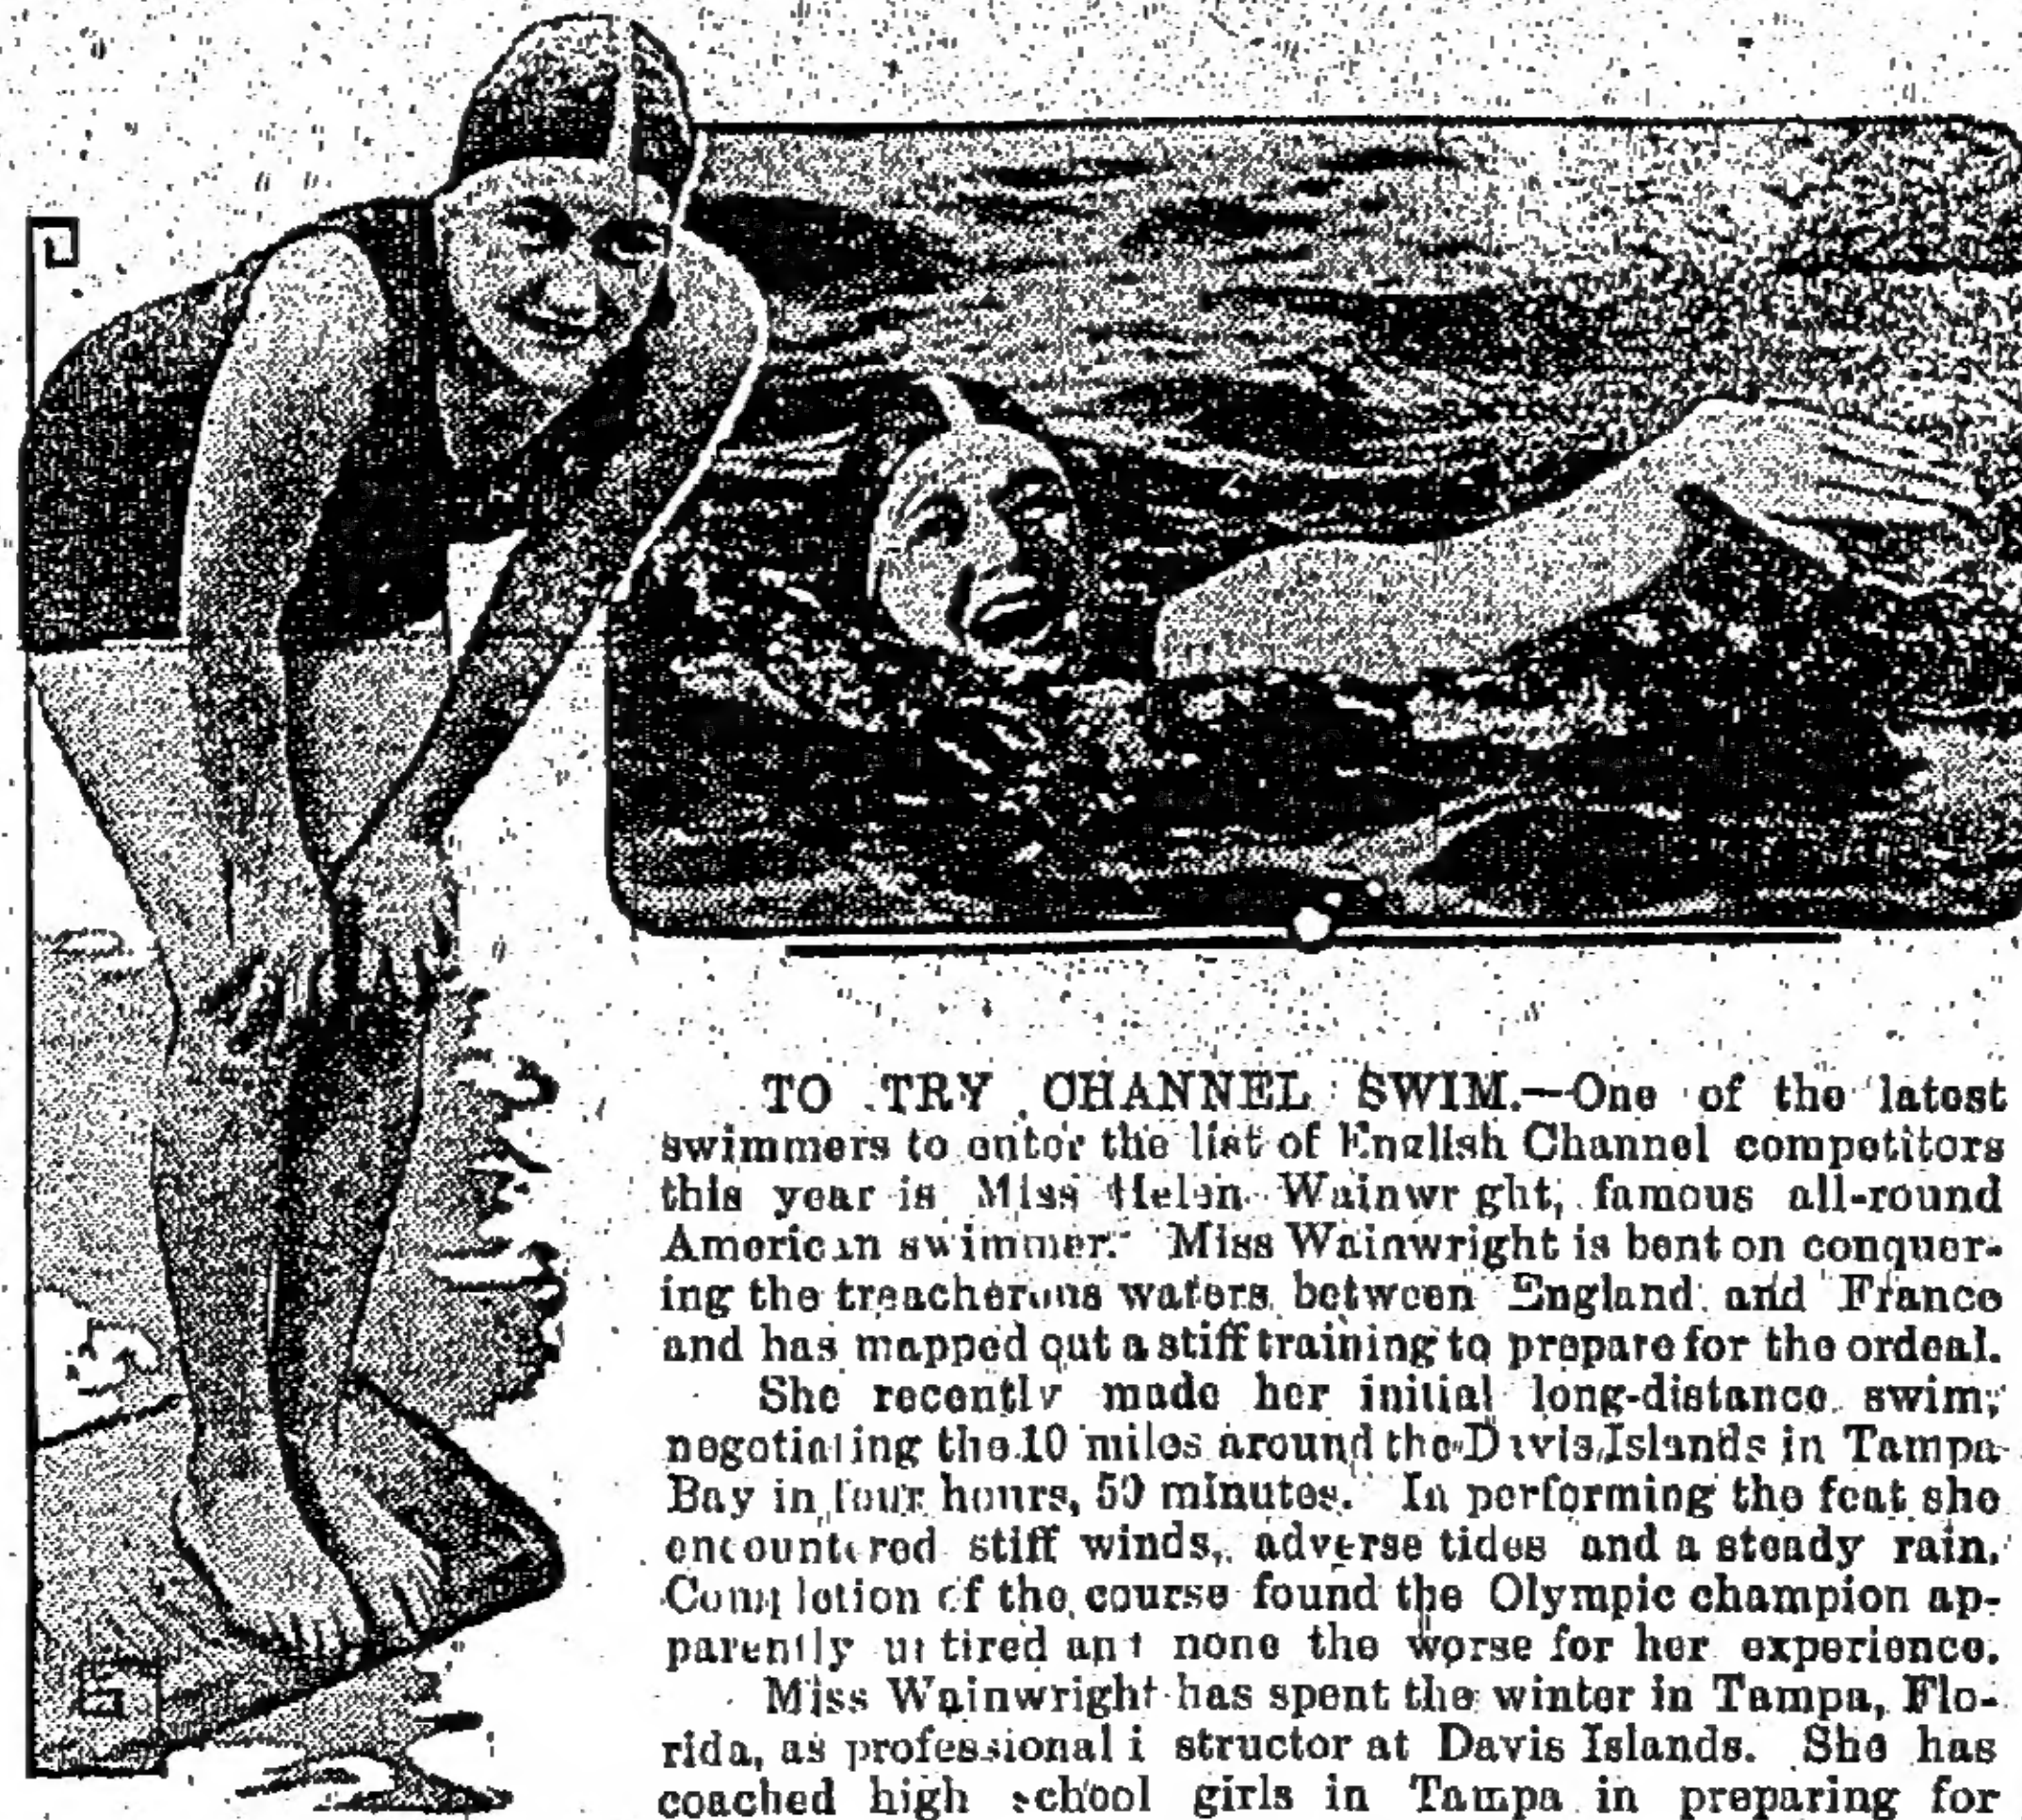 TO TRY CHANNEL SWIM.—One of the latest
swimmers to enter the list of English Channel competitors
this year is Miss Helen Wainwr ght, famous all-round
American swimmer. Miss Wainwright is bent on conquer-
ing the treacherous waters between England and France
and has mapped out a stiff training to prepare for the ordeal.
She recently made her initial long-distance swim,
negotiating the 10 miles around the Davis Islands in Tampa
Bay in four hours, 50 minutes. In performing the feat she
encountered stiff winds, adverse tides and a steady rain.
Completion of the course found the Olympic champion ap-
parently untired and none the worse for her experience.
Miss Wainwright has spent the winter in Tampa, Flo-
rida, as professional i structor at Davis Islands. She has
coached high school girls in Tampa in preparing for